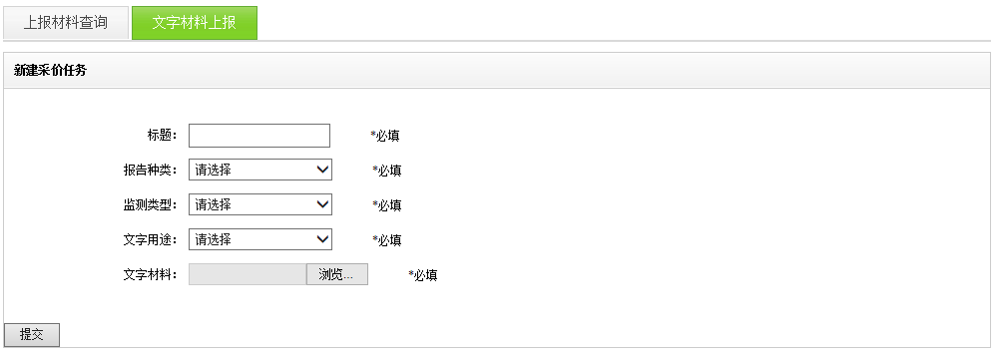 上报材料查询 文字材料上报
新建采价任务
标题： *必填
报告种类： 请选择 *必填
监测类型： 请选择 *必填
文字用途： 请选择 *必填
文字材料： 浏览... *必填
提交